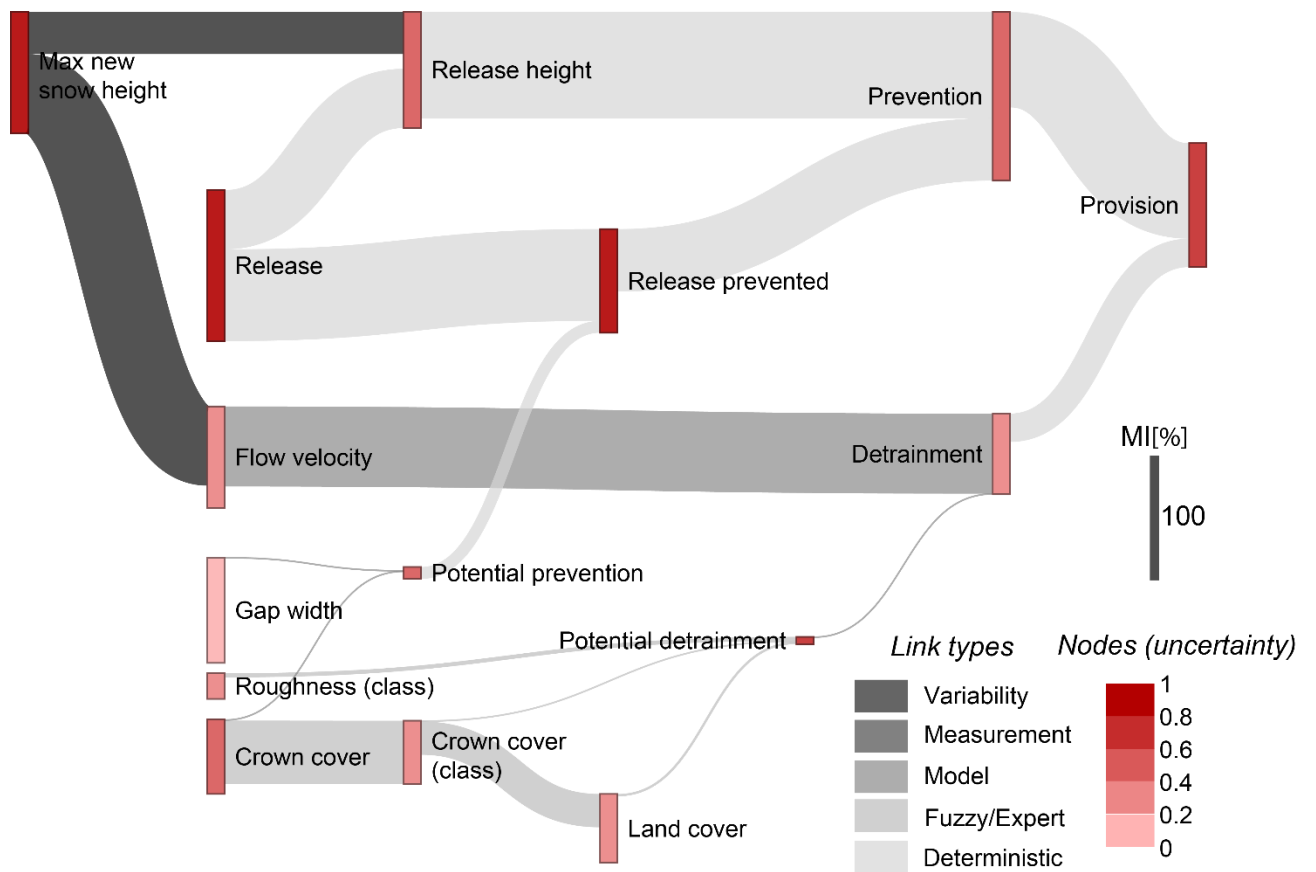 Max new
snow height
Release height
Prevention
Provision
Release
Release prevented
Flow velocity
Detrainment
MI[%]
100
Gap width
Potential prevention
Potential detrainment
Roughness (class)
Crown cover
Crown cover
(class)
Land cover
Link types
Variability
Measurement
Model
Fuzzy/Expert
Deterministic
Nodes (uncertainty)
1
0.8
0.6
0.4
0.2
0